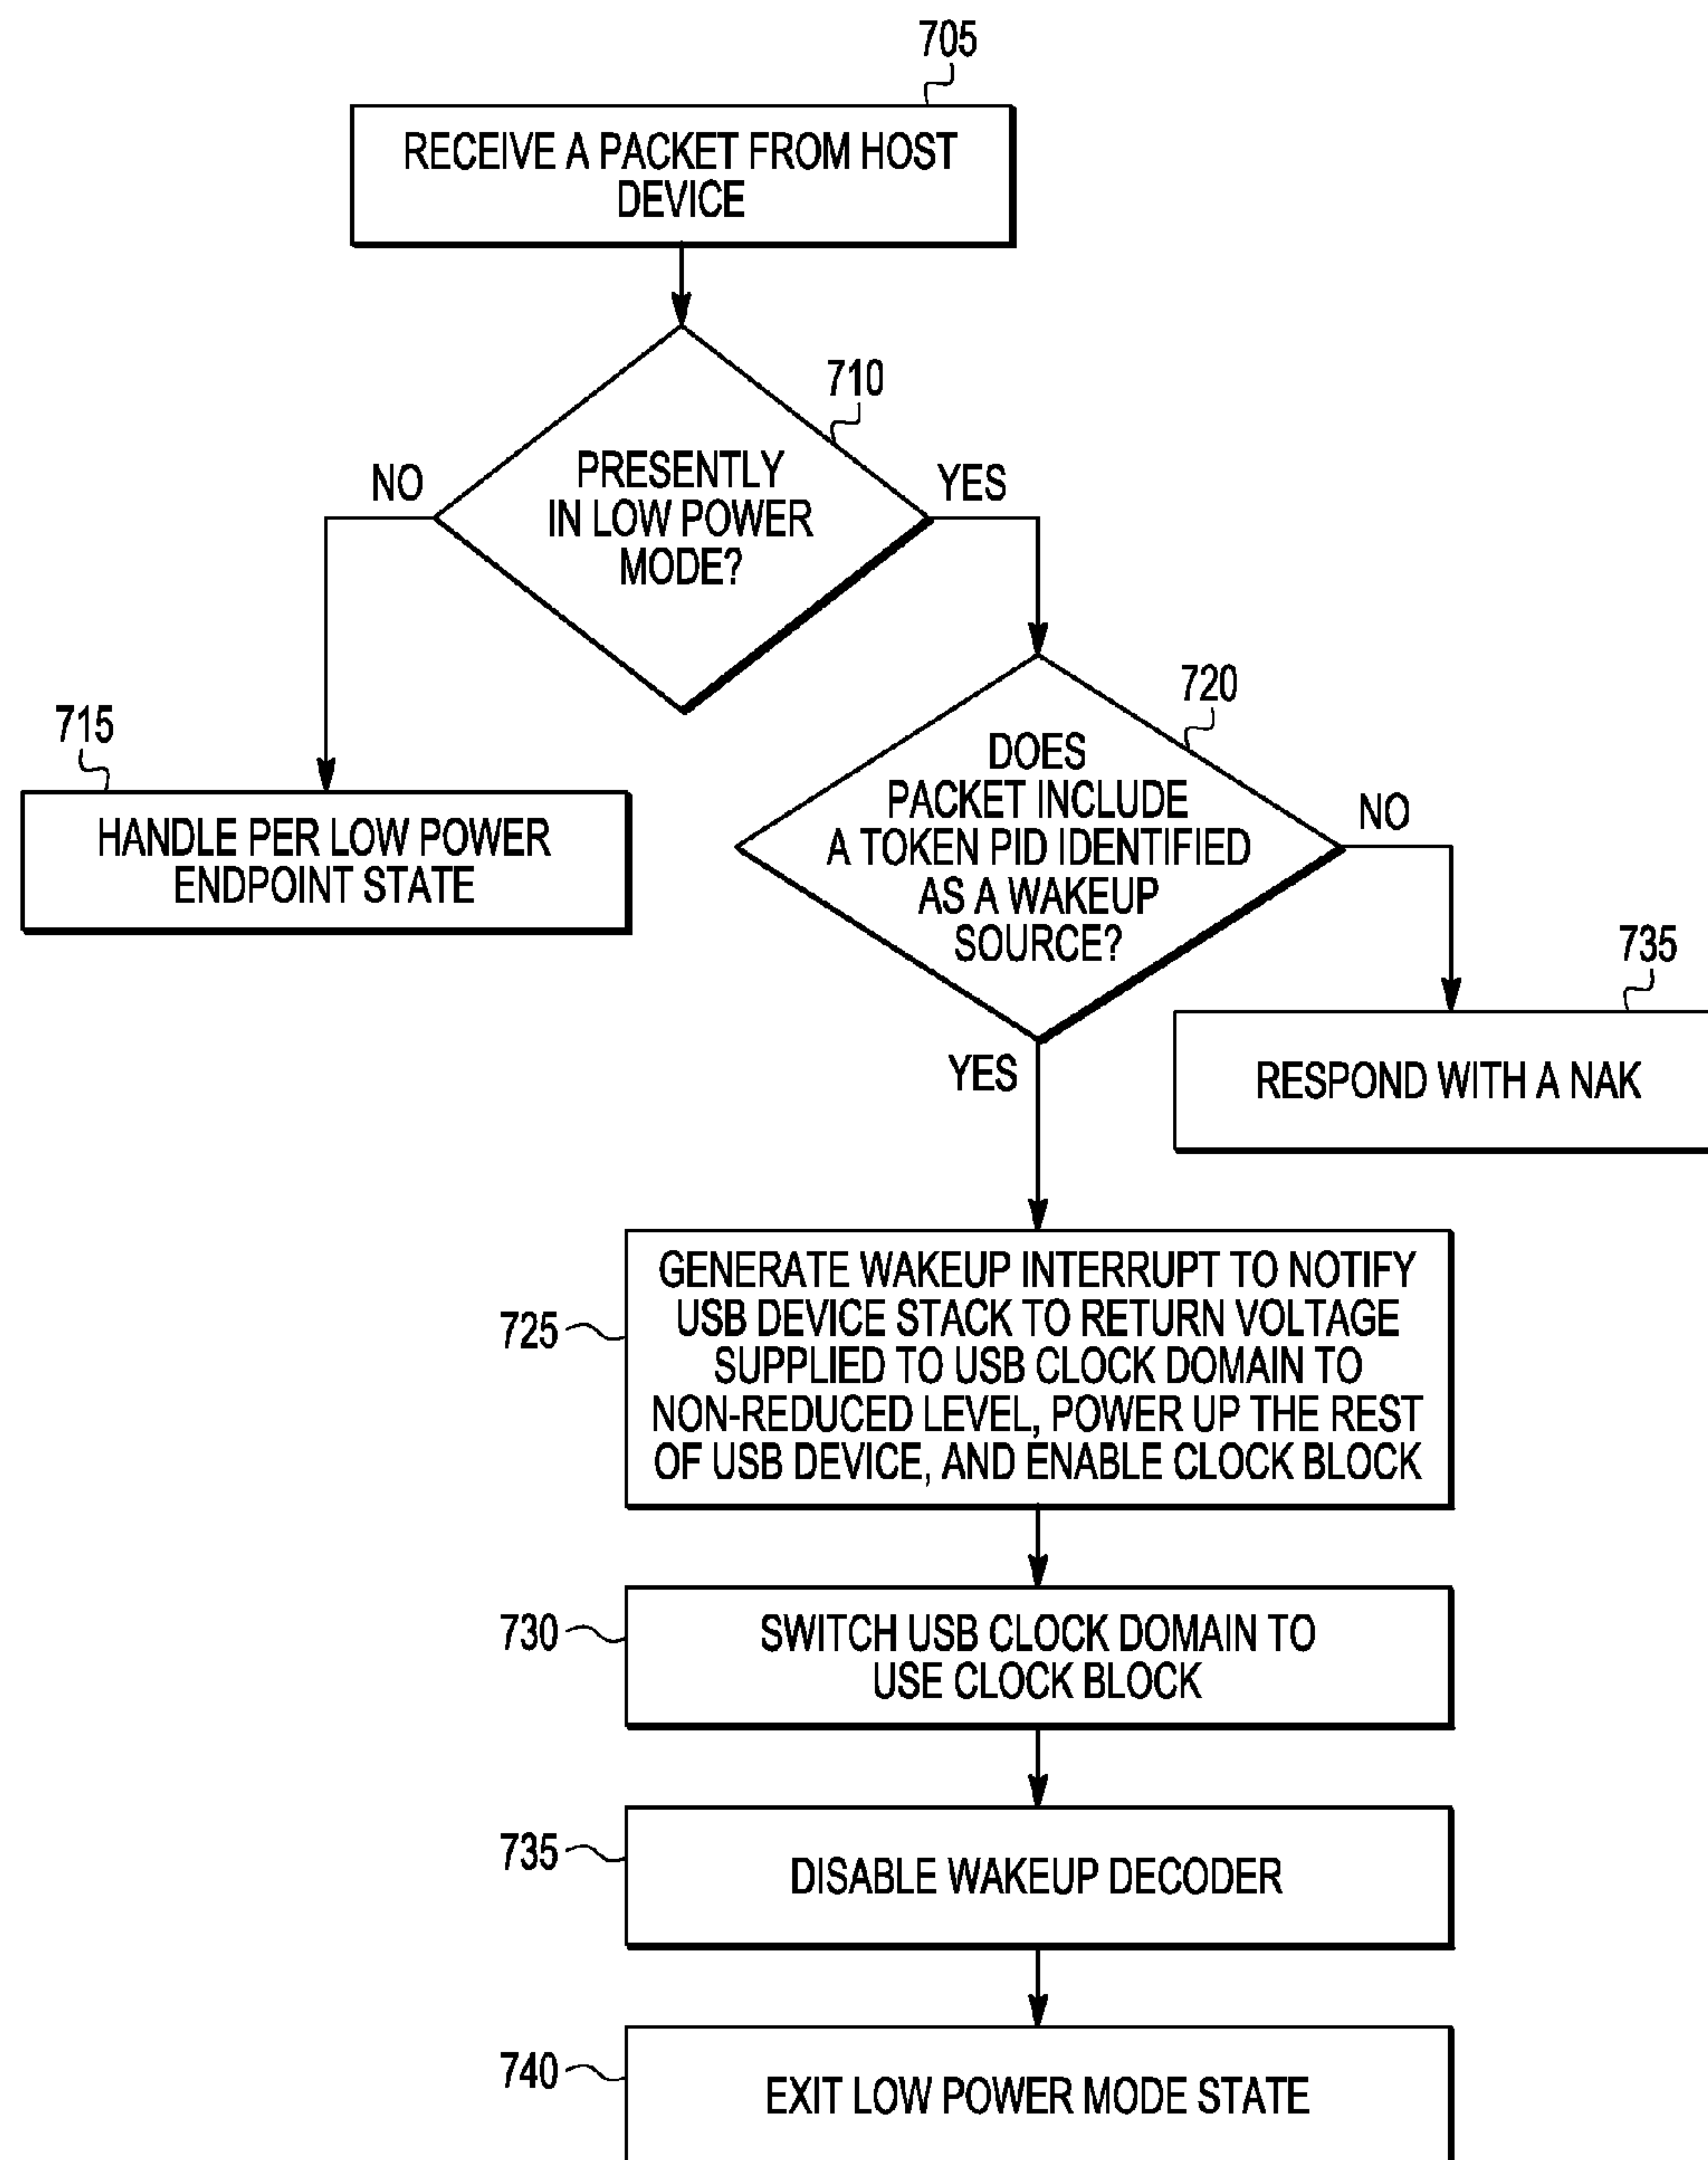 705
RECEIVE A PACKET FROM HOST
DEVICE
710
PRESENTLY
IN LOW POWER
MODE?
NO
YES
715
HANDLE PER LOW POWER
ENDPOINT STATE
720
DOES
PACKET INCLUDE
A TOKEN PID IDENTIFIED
AS A WAKEUP
SOURCE?
NO
YES
735
RESPOND WITH A NAK
725
GENERATE WAKEUP INTERRUPT TO NOTIFY
USB DEVICE STACK TO RETURN VOLTAGE
SUPPLIED TO USB CLOCK DOMAIN TO
NON-REDUCED LEVEL, POWER UP THE REST
OF USB DEVICE, AND ENABLE CLOCK BLOCK
730
SWITCH USB CLOCK DOMAIN TO
USE CLOCK BLOCK
735
DISABLE WAKEUP DECODER
740
EXIT LOW POWER MODE STATE